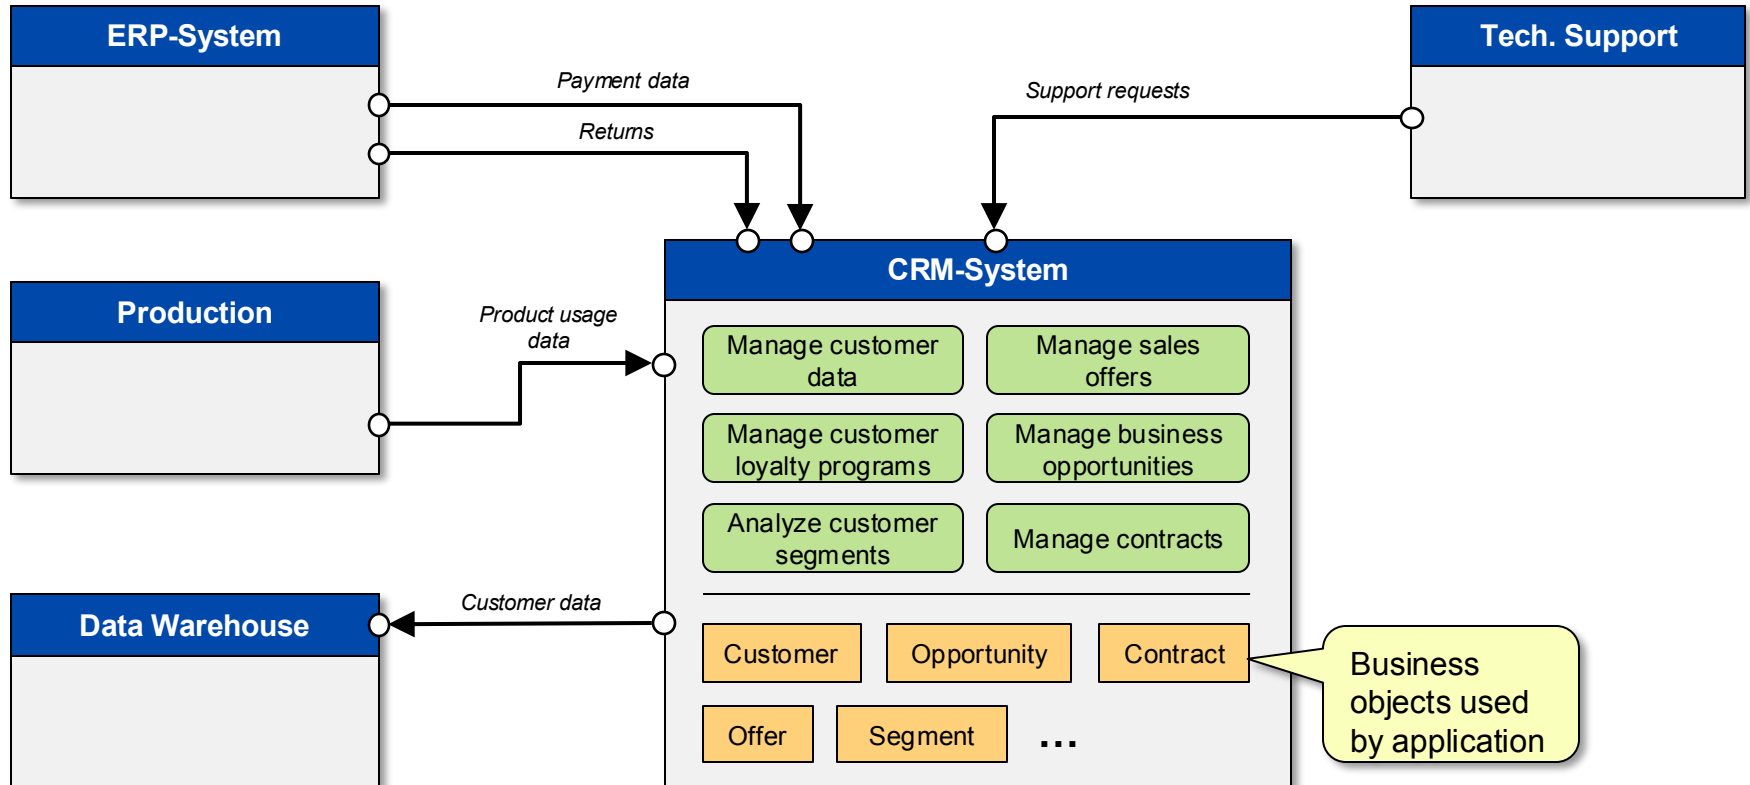 ERP-System
Tech. Support
Payment data
Support requests
Returns
CRM-System
Production
Product usage
data
Manage customer
data
Manage sales
offers
Manage customer
loyalty programs
Manage business
opportunities
Analyze customer
segments
Manage contracts
Data Warehouse
Customer data
Customer
Opportunity
Contract
Business
objects used
by application
Offer
Segment
...